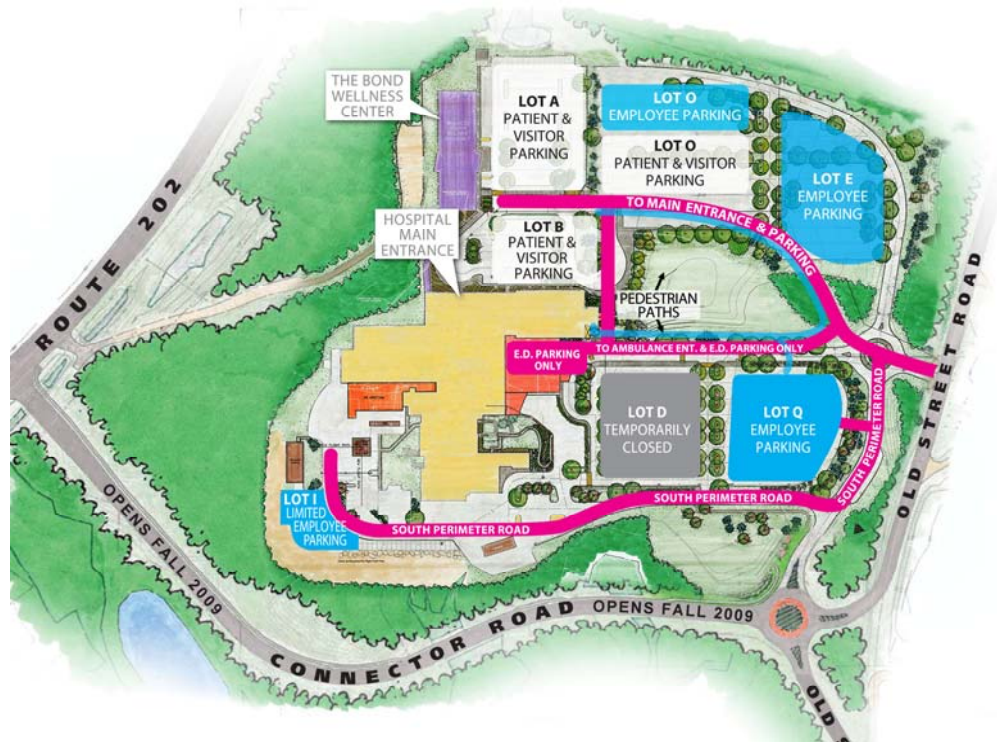 THE BOND
WELLNESS
CENTER
LOT A
PATIENT &
VISITOR
PARKING
LOT O
EMPLOYEE PARKING
LOT O
PATIENT & VISITOR
PARKING
LOT E
EMPLOYEE
PARKING
ROUTE 202
HOSPITAL
MAIN
ENTRANCE
TO MAIN ENTRANCE & PARKING
LOT B
PATIENT &
VISITOR
PARKING
PEDESTRIAN
PATHS
E.D. PARKING
ONLY
TO AMBULANCE ENT. & E.D. PARKING ONLY
OLD STREET ROAD
LOT D
TEMPORARILY
CLOSED
LOT Q
EMPLOYEE
PARKING
SOUTH PERIMETER ROAD
LOT I
LIMITED
EMPLOYEE
PARKING
SOUTH PERIMETER ROAD
SOUTH PERIMETER ROAD
OPENS FALL 2009
CONNECTOR ROAD OPENS FALL 2009
OLD